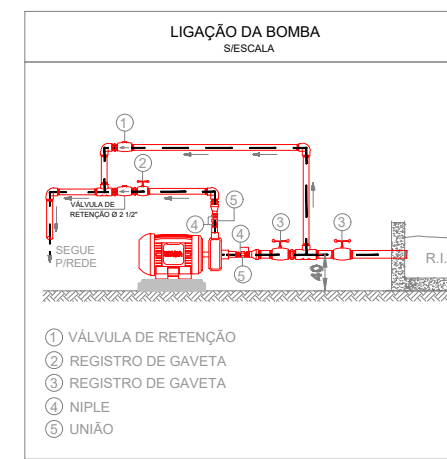 LIGAÇÃO DA BOMBA
S/ESCALA
1
2
VÁLVULA DE
RETENÇÃO Ø 2 1/2"
4
5
4
5
3
3
SEGUE
P/REDE
40
R.I.
1 VÁLVULA DE RETENÇÃO
2 REGISTRO DE GAVETA
3 REGISTRO DE GAVETA
4 NIPLE
5 UNIÃO